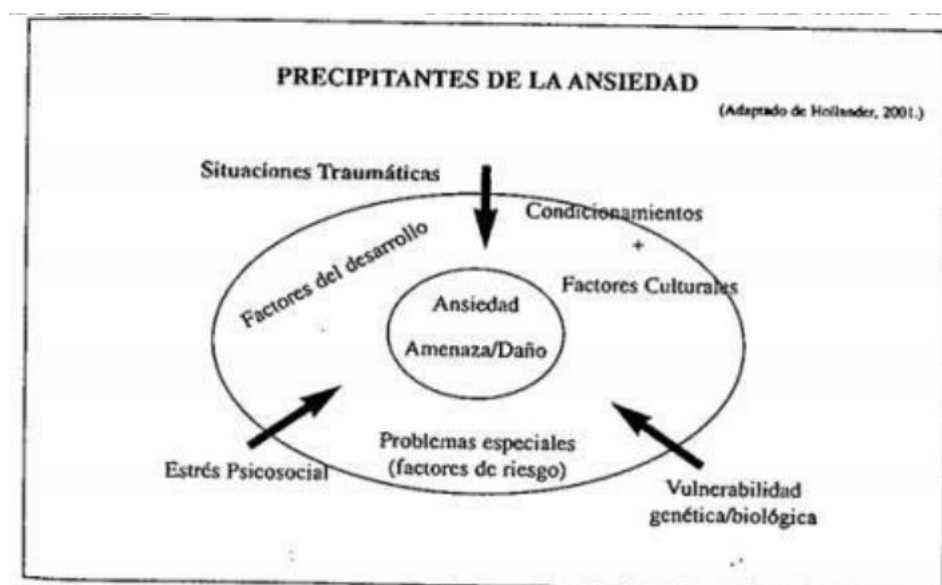 PRECIPITANTES DE LA ANSIEDAD
(Adaptado de Hollander, 2001.)
Situaciones Traumáticas
Condicionamientos
+
Factores Culturales
Factores del desarrollo
Ansiedad
Amenaza/Daño
Problemas especiales
(factores de riesgo)
Estrés Psicosocial
Vulnerabilidad
genética/biológica